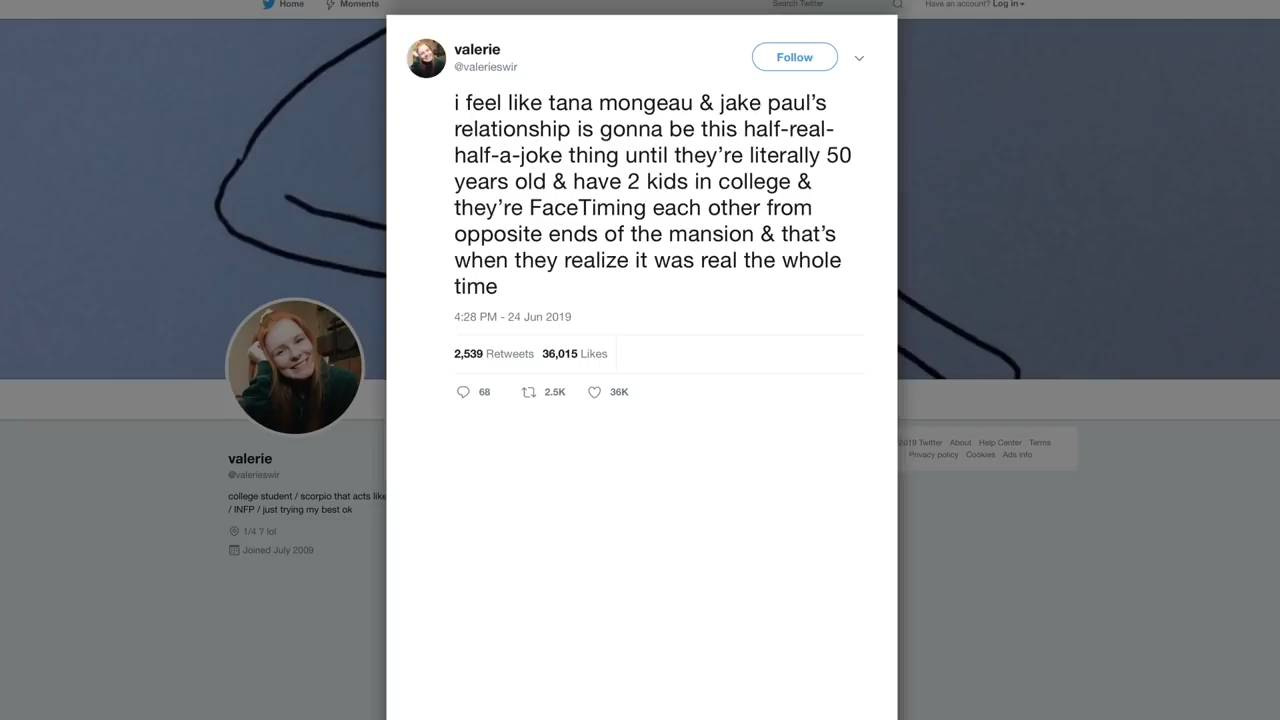 Home
Moments
Search Twitter
Have an account? Log in
valerie
@valerieswir
Follow
i feel like tana mongeau & jake paul’s
relationship is gonna be this half-real-
half-a-joke thing until they’re literally 50
years old & have 2 kids in college &
they’re FaceTiming each other from
opposite ends of the mansion & that’s
when they realize it was real the whole
time
4:28 PM - 24 Jun 2019
2,539 Retweets 36,015 Likes
68 2.5K 36K
valerie
@valerieswir
college student / scorpio that acts like
/ INFP / just trying my best ok
1/4 ? lol
Joined July 2009
2019 Twitter About Help Center Terms
Privacy policy Cookies Ads info